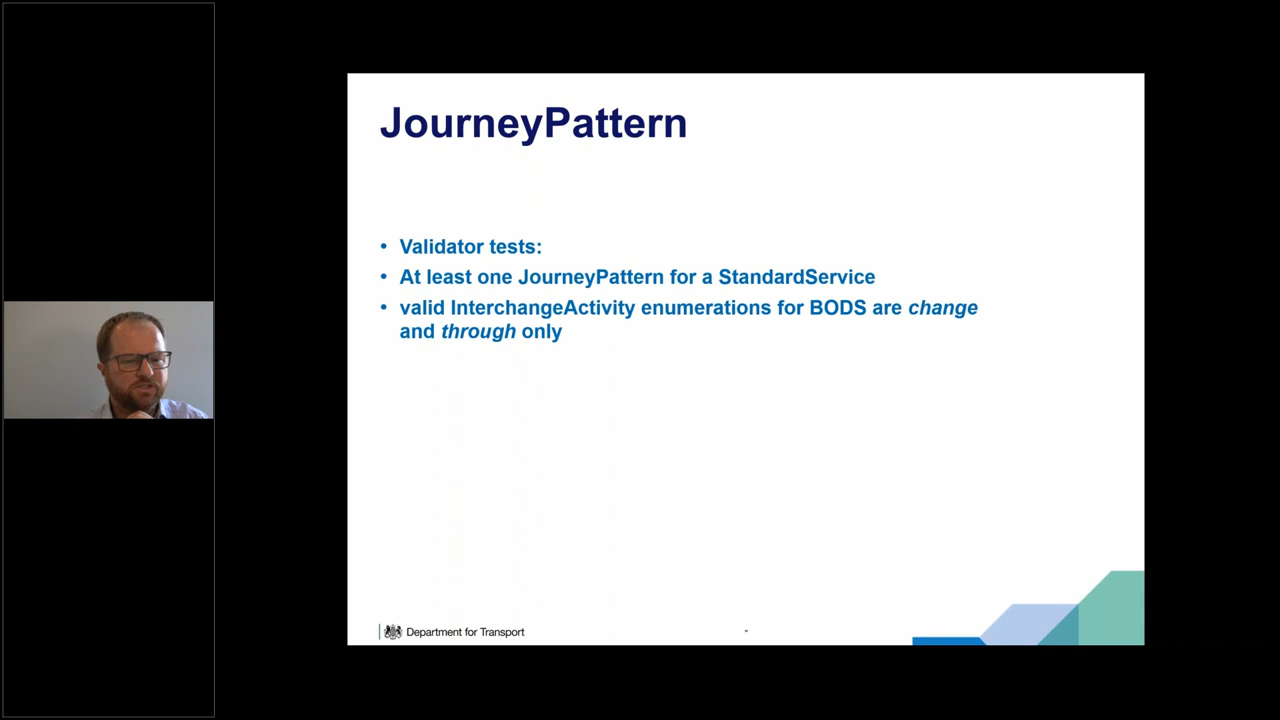 JourneyPattern
• Validator tests:
• At least one JourneyPattern for a StandardService
• valid InterchangeActivity enumerations for BODS are change
and through only
Department for Transport